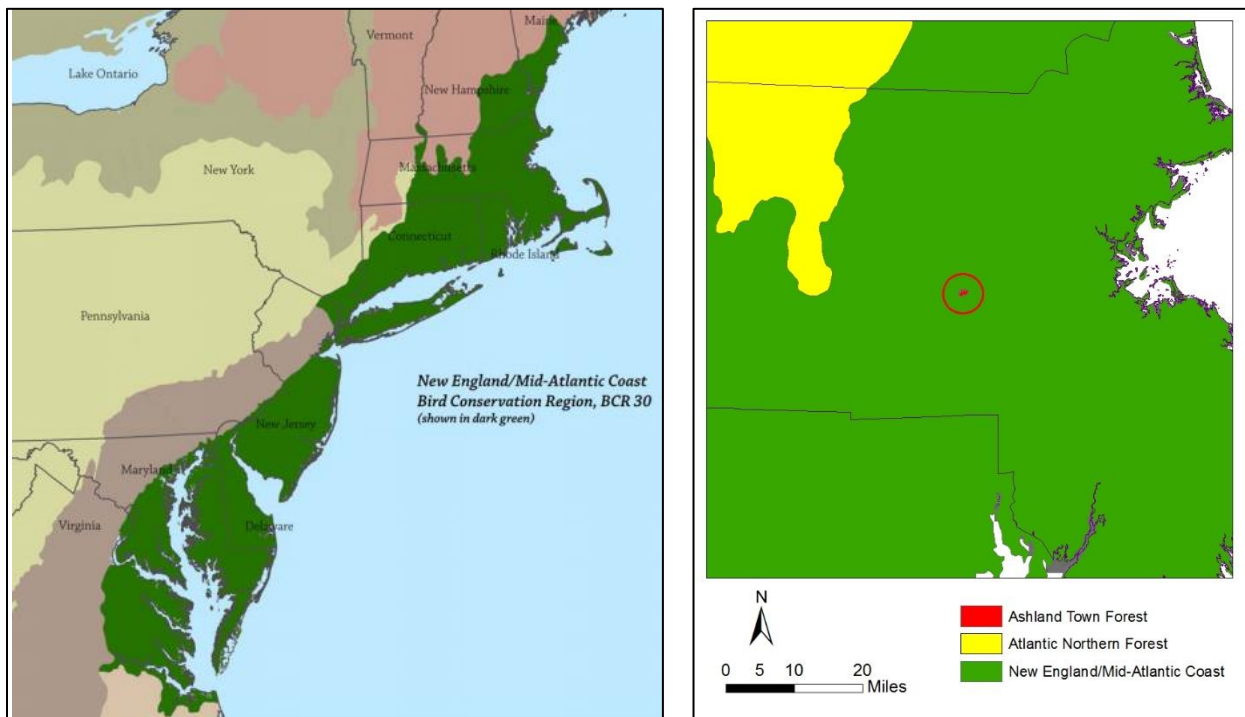 Maine
Vermont
Lake Ontario
New Hampshire
Massachusetts
New York
Connecticut
Rhode Island
Pennsylvania
New England/Mid-Atlantic Coast
Bird Conservation Region, BCR 30
(shown in dark green)
New Jersey
Maryland
Delaware
Virginia
N
0 5 10 20
Miles
Ashland Town Forest
Atlantic Northern Forest
New England/Mid-Atlantic Coast